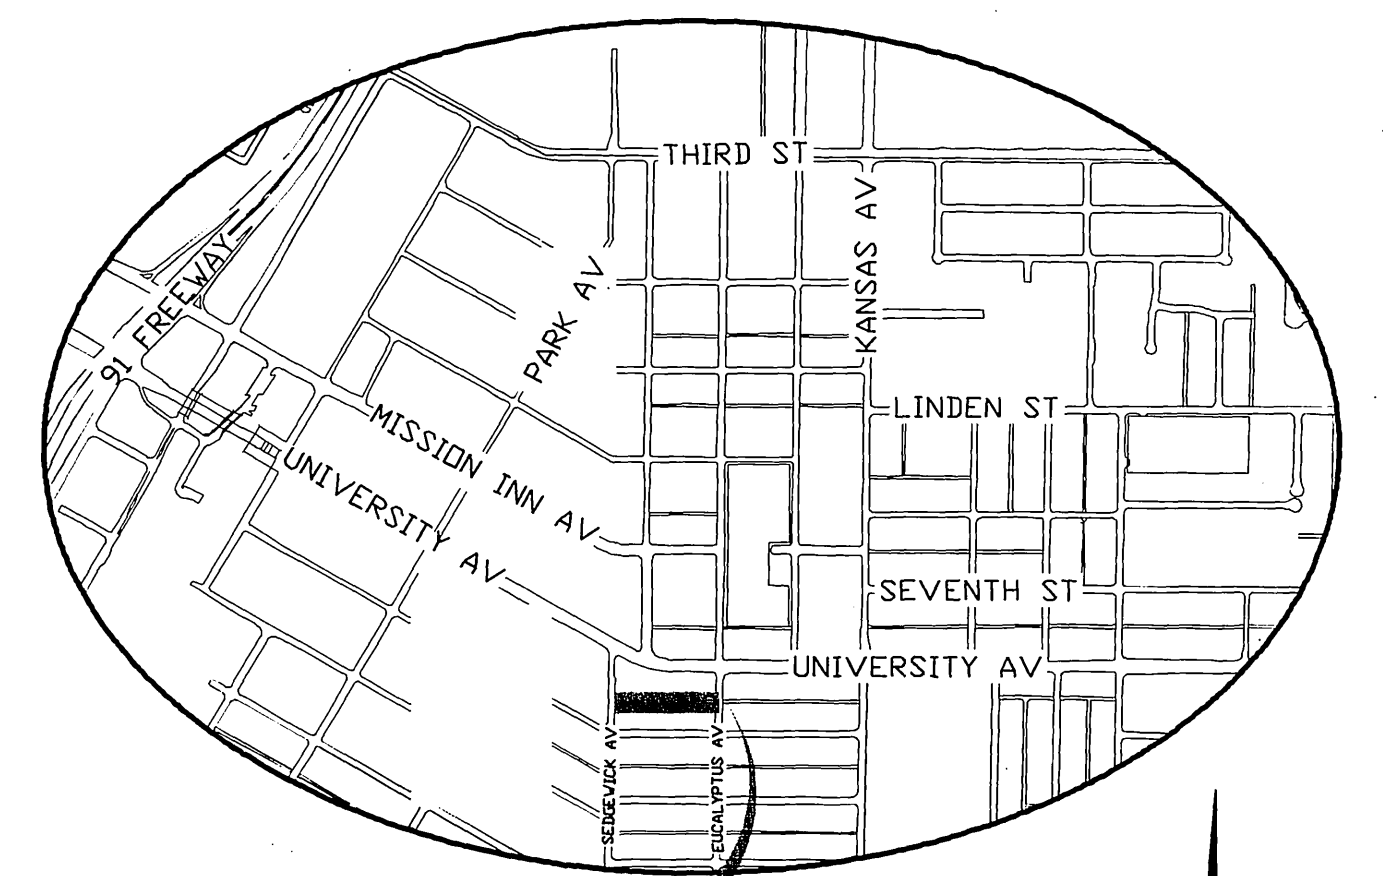 THIRD ST
KANSAS AV
PARK AV
91 FREEWAY
LINDEN ST
MISSION INN AV
UNIVERSITY AV
SEVENTH ST
UNIVERSITY AV
SEDGEWICK AV
EUCALYPTUS AV